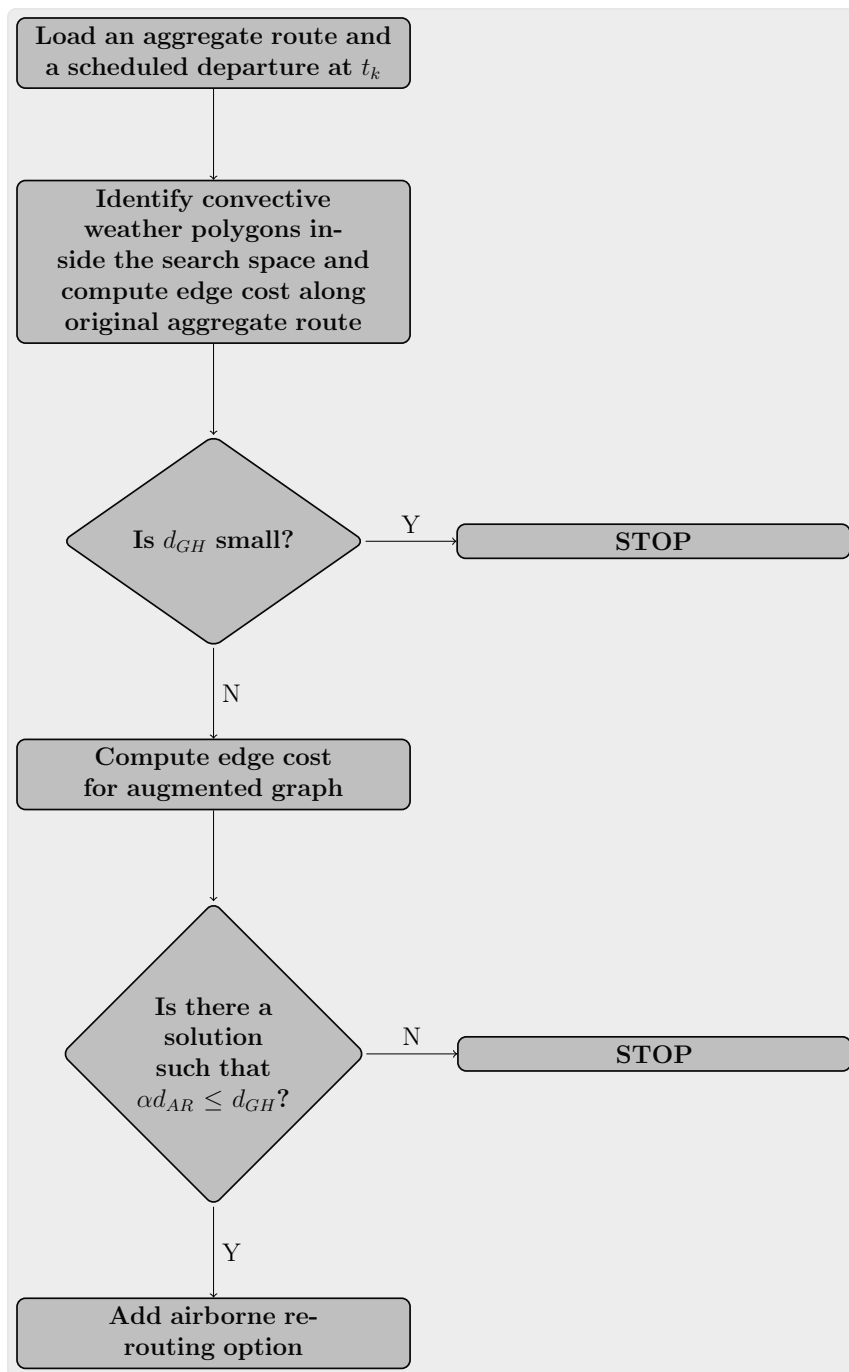 Load an aggregate route and
a scheduled departure at $t_k$
Identify convective
weather polygons in-
side the search space and
compute edge cost along
original aggregate route
Is $d_{GH}$ small?
Y
STOP
N
Compute edge cost
for augmented graph
Is there a
solution
such that
$\alpha d_{AR} \leq d_{GH}$?
N
STOP
Y
Add airborne re-
routing option